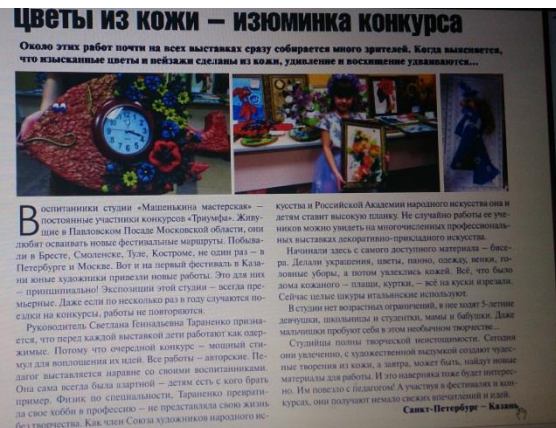 Цветы из кожи – изюминка конкурса
Около этих работ почти на всех выставках сразу собирается много зрителей. Когда выясняется,
что изысканные цветы и пейзажи сделаны из кожи, удивление и восхищение удваиваются...
Воспитанники студии «Машенькина мастерская» –
постоянные участники конкурсов «Триумфа». Живу-
щие в Павловском Посаде Московской области, они
любят осваивать новые фестивальные маршруты. Побыва-
ли в Бресте, Смоленске, Туле, Костроме, не один раз – в
Петербурге и Москве. Вот и на первый фестиваль в Каза-
ни юные художники привезли новые работы. Это для них
– принципиально! Экспозиции этой студии – всегда пре-
мьерные. Даже если по несколько раз в году случаются по-
ездки на конкурсы, работы не повторяются.
Руководитель Светлана Геннадьевна Тараненко призна-
ется, что перед каждой выставкой дети работают как одер-
жимые. Потому что очередной конкурс – мощный сти-
мул для воплощения их идей. Все работы – авторские. Пе-
дагог выставляется наравне со своими воспитанниками.
Она сама всегда была азартной – детям есть с кого брать
пример. Физик по специальности, Тараненко преврати-
ла свое хобби в профессию – не представляла свою жизнь
без творчества. Как член Союза художников народного ис-
кусства и Российской Академии народного искусства она и
детям ставит высокую планку. Не случайно работы ее уче-
ников можно увидеть на многочисленных профессиональ-
ных выставках декоративно-прикладного искусства.
Начинали здесь с самого доступного материала – бисе-
ра. Делали украшения, цветы, панно, одежду, венки, го-
ловные уборы, а потом увлеклись кожей. Всё, что было
дома кожаного – плащи, куртки, – всё на куски изрезали.
Сейчас целые шкуры итальянские используют.
В студии нет возрастных ограничений, в нее ходят 5-летние
девчушки, школьницы и студентки, мамы и бабушки. Даже
мальчишки пробуют себя в этом необычном творчестве...
Студийцы полны творческой неистощимости. Сегодня
они увлеченно, с художественной выдумкой создают чудес-
ные творения из кожи, а завтра, может быть, найдут новые
материалы для работы. И это наверняка тоже будет интерес-
но. Им повезло с педагогом! А участвуя в фестивалях и кон-
курсах, они получают немало свежих впечатлений и идей.
Санкт-Петербург – Казань